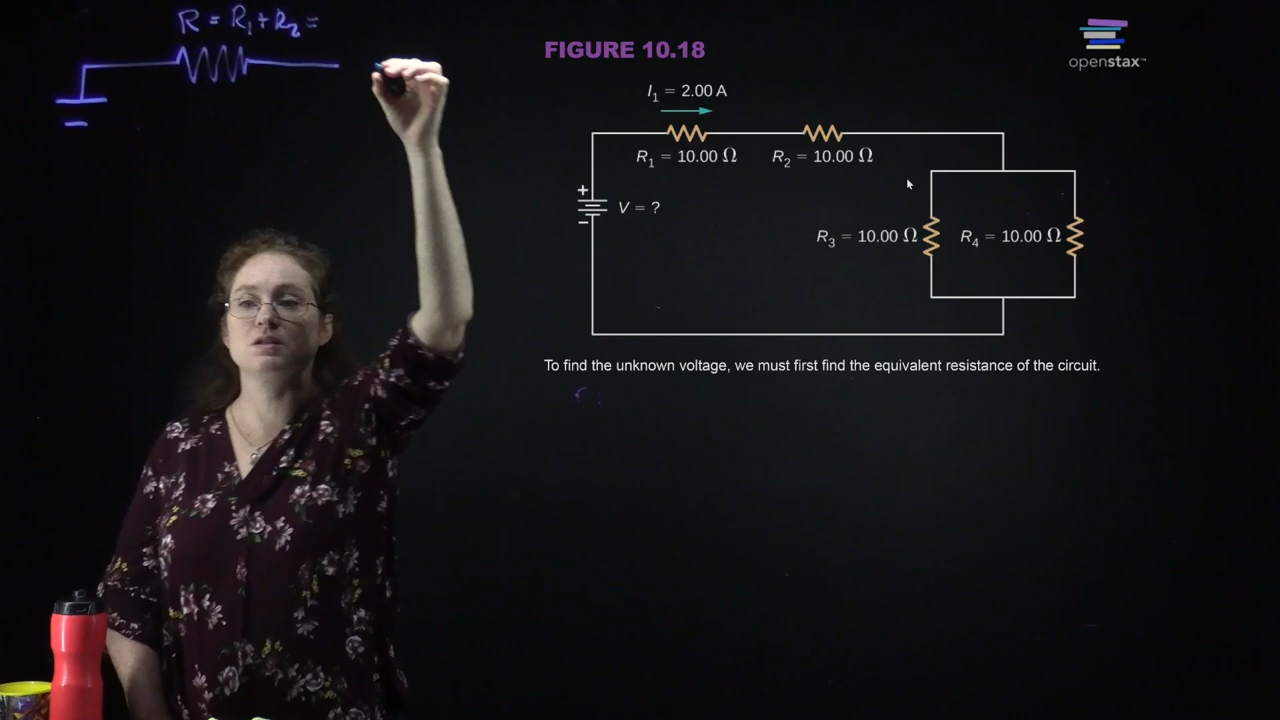 R = R₁ + R₂ =
FIGURE 10.18
openstax™
I₁ = 2.00 A
R₁ = 10.00 Ω
R₂ = 10.00 Ω
+
V = ?
−
R₃ = 10.00 Ω
R₄ = 10.00 Ω
To find the unknown voltage, we must first find the equivalent resistance of the circuit.